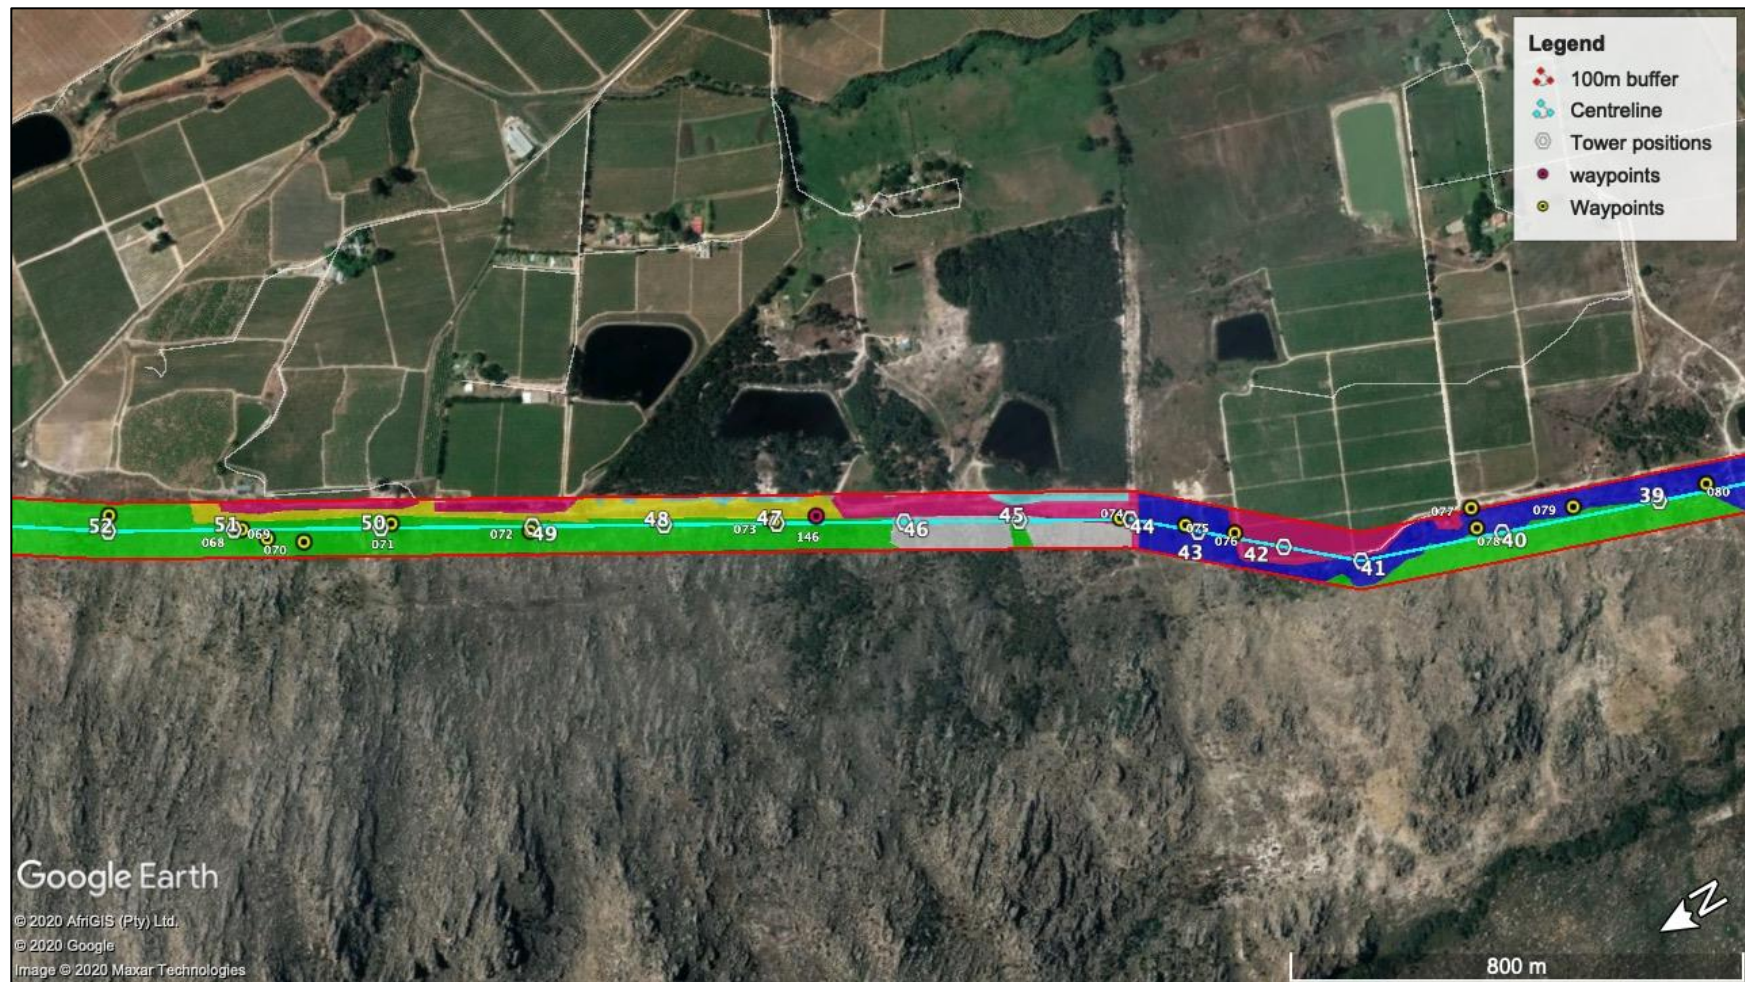 Legend
100m buffer
Centreline
Tower positions
waypoints
Waypoints
52
51
50
49
48
47
46
45
44
43
42
41
40
39
068
069
070
071
072
073
146
074
075
076
077
078
079
080
Google Earth
© 2020 AfriGIS (Pty) Ltd.
© 2020 Google
Image © 2020 Maxar Technologies
N
800 m